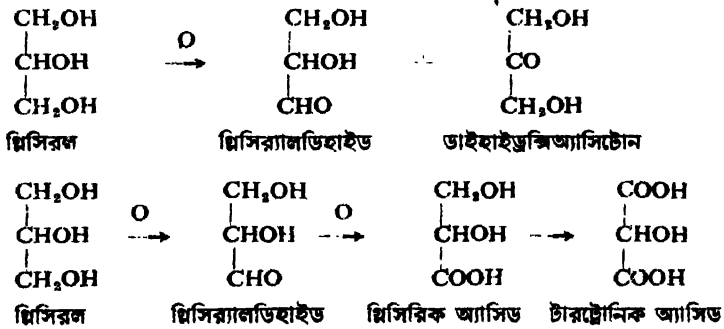 CH₂OH CH₂OH CH₂OH
O
CHOH → CHOH CO
CH₂OH CHO CH₂OH
গ্লিসিরল গ্লিসির‍্যালডিহাইড ডাইহাইড্রক্সিঅ্যাসিটোন
CH₂OH CH₂OH CH₂OH COOH
O O
CHOH → CHOH → CHOH → CHOH
CH₂OH CHO COOH COOH
গ্লিসিরল গ্লিসির‍্যালডিহাইড গ্লিসিরিক অ্যাসিড টারট্রোনিক অ্যাসিড